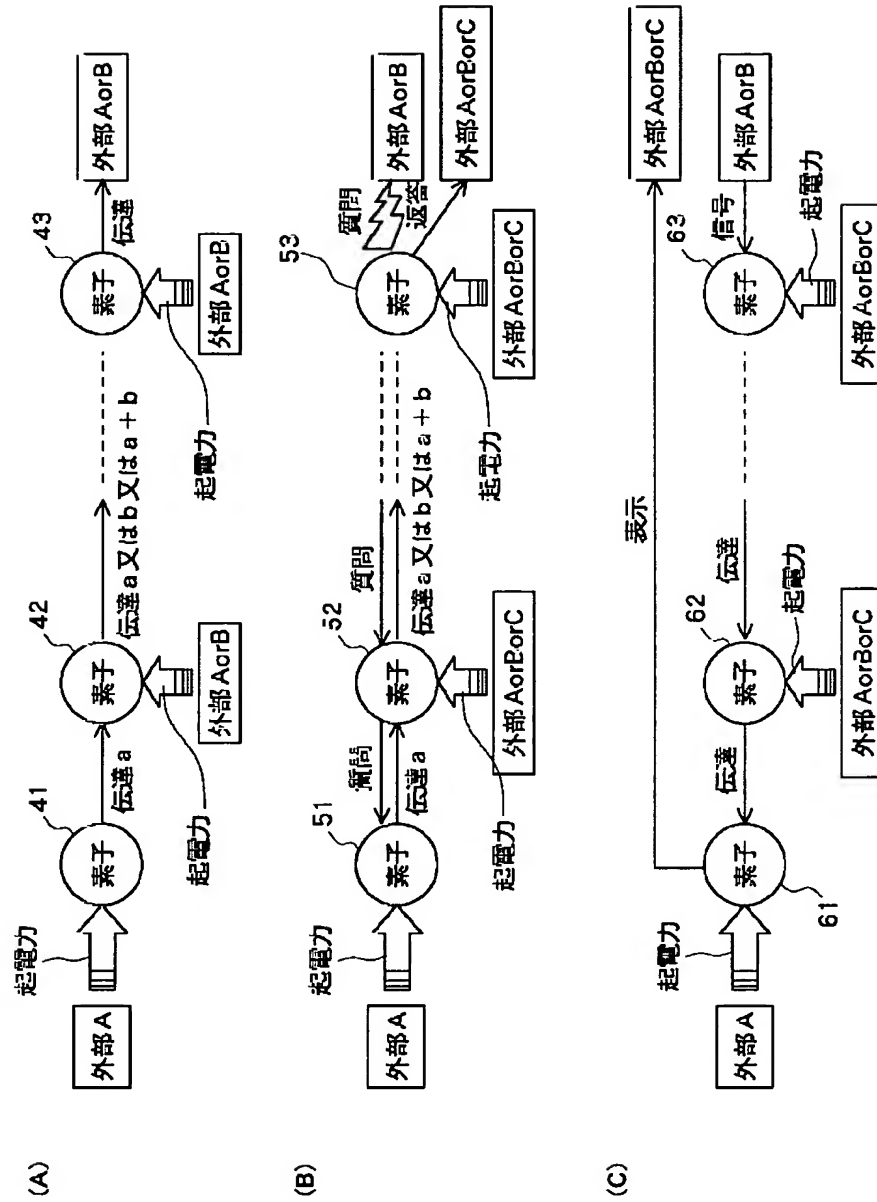 (A)
外部A
起電力
素子
41
伝達a
素子
42
起電力
外部AorB
伝達a又はb又はa+b
素子
43
起電力
外部AorB
伝達
外部AorB
(B)
外部A
起電力
素子
51
質問
伝達a
素子
52
起電力
外部AorBorC
質問
伝達a又はb又はa+b
素子
53
起電力
外部AorBorC
質問
返答
外部AorB
外部AorBorC
(C)
外部A
起電力
素子
61
表示
伝達
素子
62
起電力
外部AorBorC
伝達
素子
63
起電力
外部AorBorC
信号
外部AorB
外部AorBorC